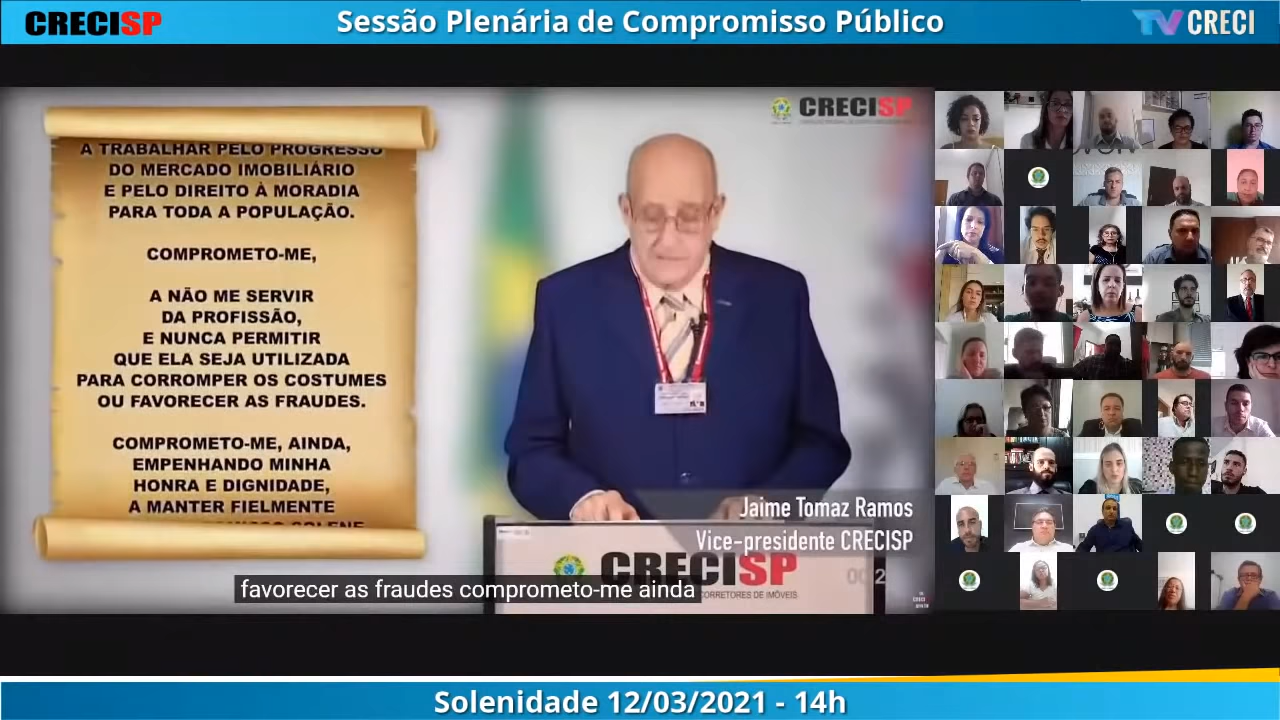 CRECISP
Sessão Plenária de Compromisso Público
TV CRECI
CRECISP
A TRABALHAR PELO PROGRESSO
DO MERCADO IMOBILIÁRIO
E PELO DIREITO À MORADIA
PARA TODA A POPULAÇÃO.
COMPROMETO-ME,
A NÃO ME SERVIR
DA PROFISSÃO,
E NUNCA PERMITIR
QUE ELA SEJA UTILIZADA
PARA CORROMPER OS COSTUMES
OU FAVORECER AS FRAUDES.
COMPROMETO-ME, AINDA,
EMPENHANDO MINHA
HONRA E DIGNIDADE,
A MANTER FIELMENTE
Jaime Tomaz Ramos
Vice-presidente CRECISP
CRECISP
CORRETORES DE IMÓVEIS
favorecer as fraudes comprometo-me ainda
Solenidade 12/03/2021 - 14h